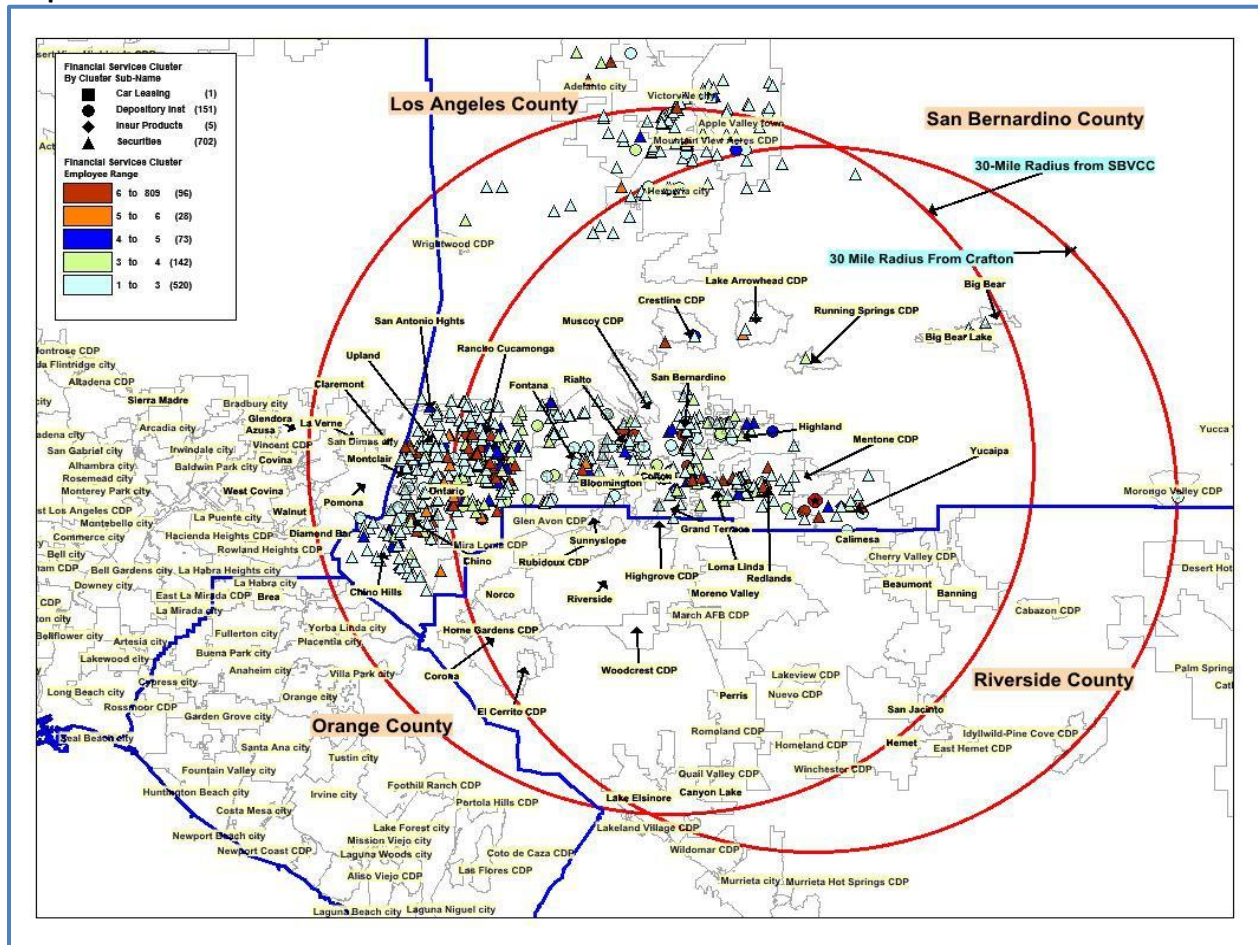 Financial Services Cluster
By Cluster Sub-Name
Car Leasing (1)
Depository Inst (151)
Insur Products (5)
Securities (702)
Financial Services Cluster
Employee Range
6 to 809 (96)
5 to 6 (28)
4 to 5 (73)
3 to 4 (142)
1 to 3 (520)
Los Angeles County
San Bernardino County
30-Mile Radius from SBVCC
30 Mile Radius From Crafton
Adelanto city
Victorville city
Apple Valley town
Mountain View Acres CDP
Hesperia city
Wrightwood CDP
Lake Arrowhead CDP
Crestline CDP
Big Bear
Running Springs CDP
Big Bear Lake
San Antonio Hghts
Muscoy CDP
Upland
Rancho Cucamonga
Claremont
Fontana
Rialto
San Bernardino
Altadena CDP
Sierra Madre
Bradbury city
Glendora
La Verne
Azusa
Arcadia city
San Dimas city
Highland
Mentone CDP
Yucaipa
San Gabriel city
Irwindale city
Vincent CDP
Covina
Montclair
Alhambra city
Baldwin Park city
Rosemead city
Monterey Park city
West Covina
Pomona
Ontario
Bloomington
Colton
Morongo Valley CDP
Walnut
La Puente city
Montebello city
Commerce city
Hacienda Heights CDP
Diamond Bar
Rowland Heights CDP
Glen Avon CDP
Grand Terrace
Calimesa
Sunnyslope
Mira Loma CDP
Rubidoux CDP
Chino
Cherry Valley CDP
Bell city
Bell Gardens city
La Habra Heights city
Downey city
La Habra city
East La Mirada CDP
Brea
La Mirada city
Chino Hills
Norco
Riverside
Highgrove CDP
Loma Linda
Redlands
Moreno Valley
March AFB CDP
Beaumont
Banning
Cabazon CDP
Fullerton city
Yorba Linda city
Placentia city
Artesia city
Buena Park city
Lakewood city
Anaheim city
Cypress city
Villa Park city
Home Gardens CDP
Corona
Woodcrest CDP
Long Beach city
Rossmoor CDP
Orange city
Garden Grove city
El Cerrito CDP
Orange County
Riverside County
Perris
Lakeview CDP
Nuevo CDP
San Jacinto
Seal Beach city
Santa Ana city
Tustin city
Romoland CDP
Homeland CDP
Hemet
East Hemet CDP
Idyllwild-Pine Cove CDP
Winchester CDP
Fountain Valley city
Huntington Beach city
Irvine city
Foothill Ranch CDP
Portola Hills CDP
Costa Mesa city
Quail Valley CDP
Canyon Lake
Lake Elsinore
Lakeland Village CDP
Wildomar CDP
Newport Beach city
Newport Coast CDP
Lake Forest city
Mission Viejo city
Laguna Woods city
Coto de Caza CDP
Las Flores CDP
Aliso Viejo CDP
Murrieta city
Murrieta Hot Springs CDP
Laguna Beach city
Laguna Niguel city